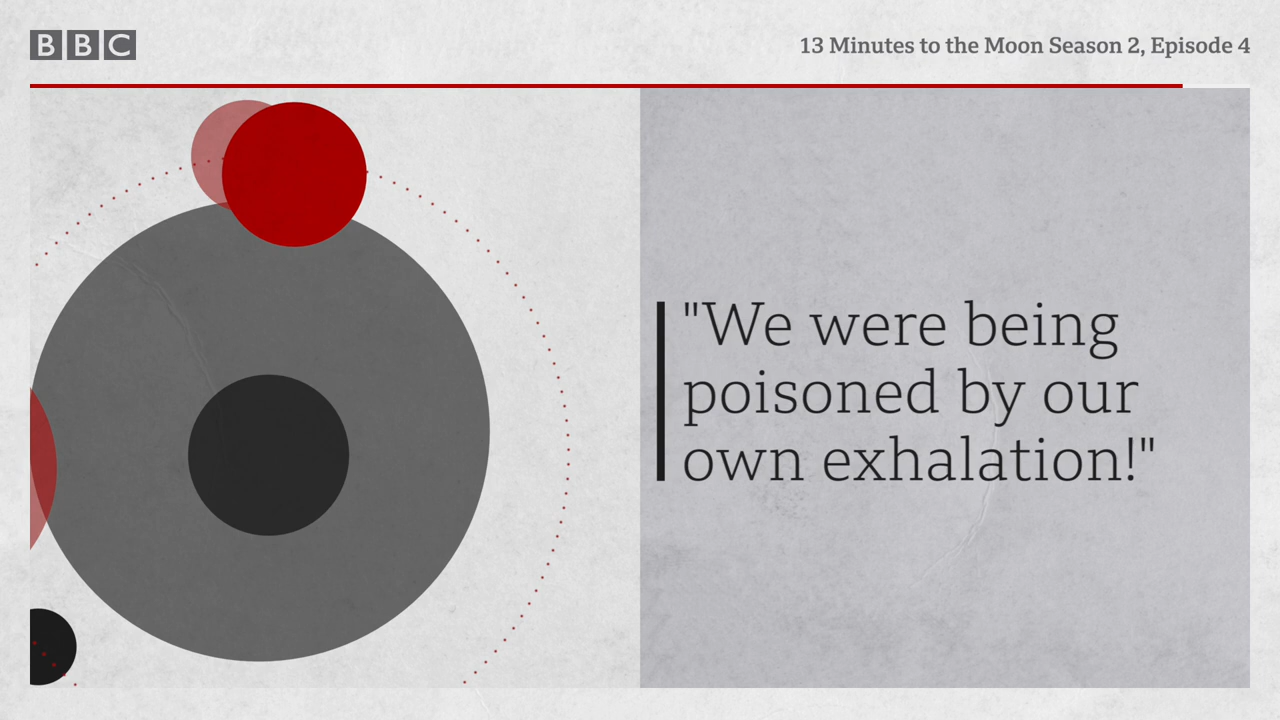 BBC
13 Minutes to the Moon Season 2, Episode 4
"We were being
poisoned by our
own exhalation!"